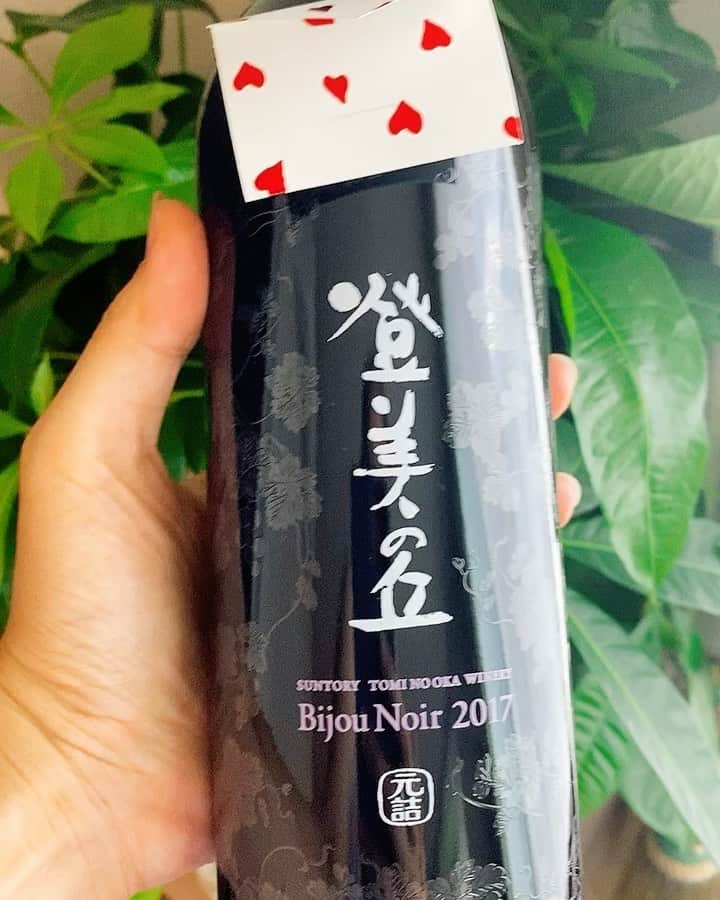 登美の丘
SUNTORY TOMI NO OKA WINERY
Bijou Noir 2017
元詰